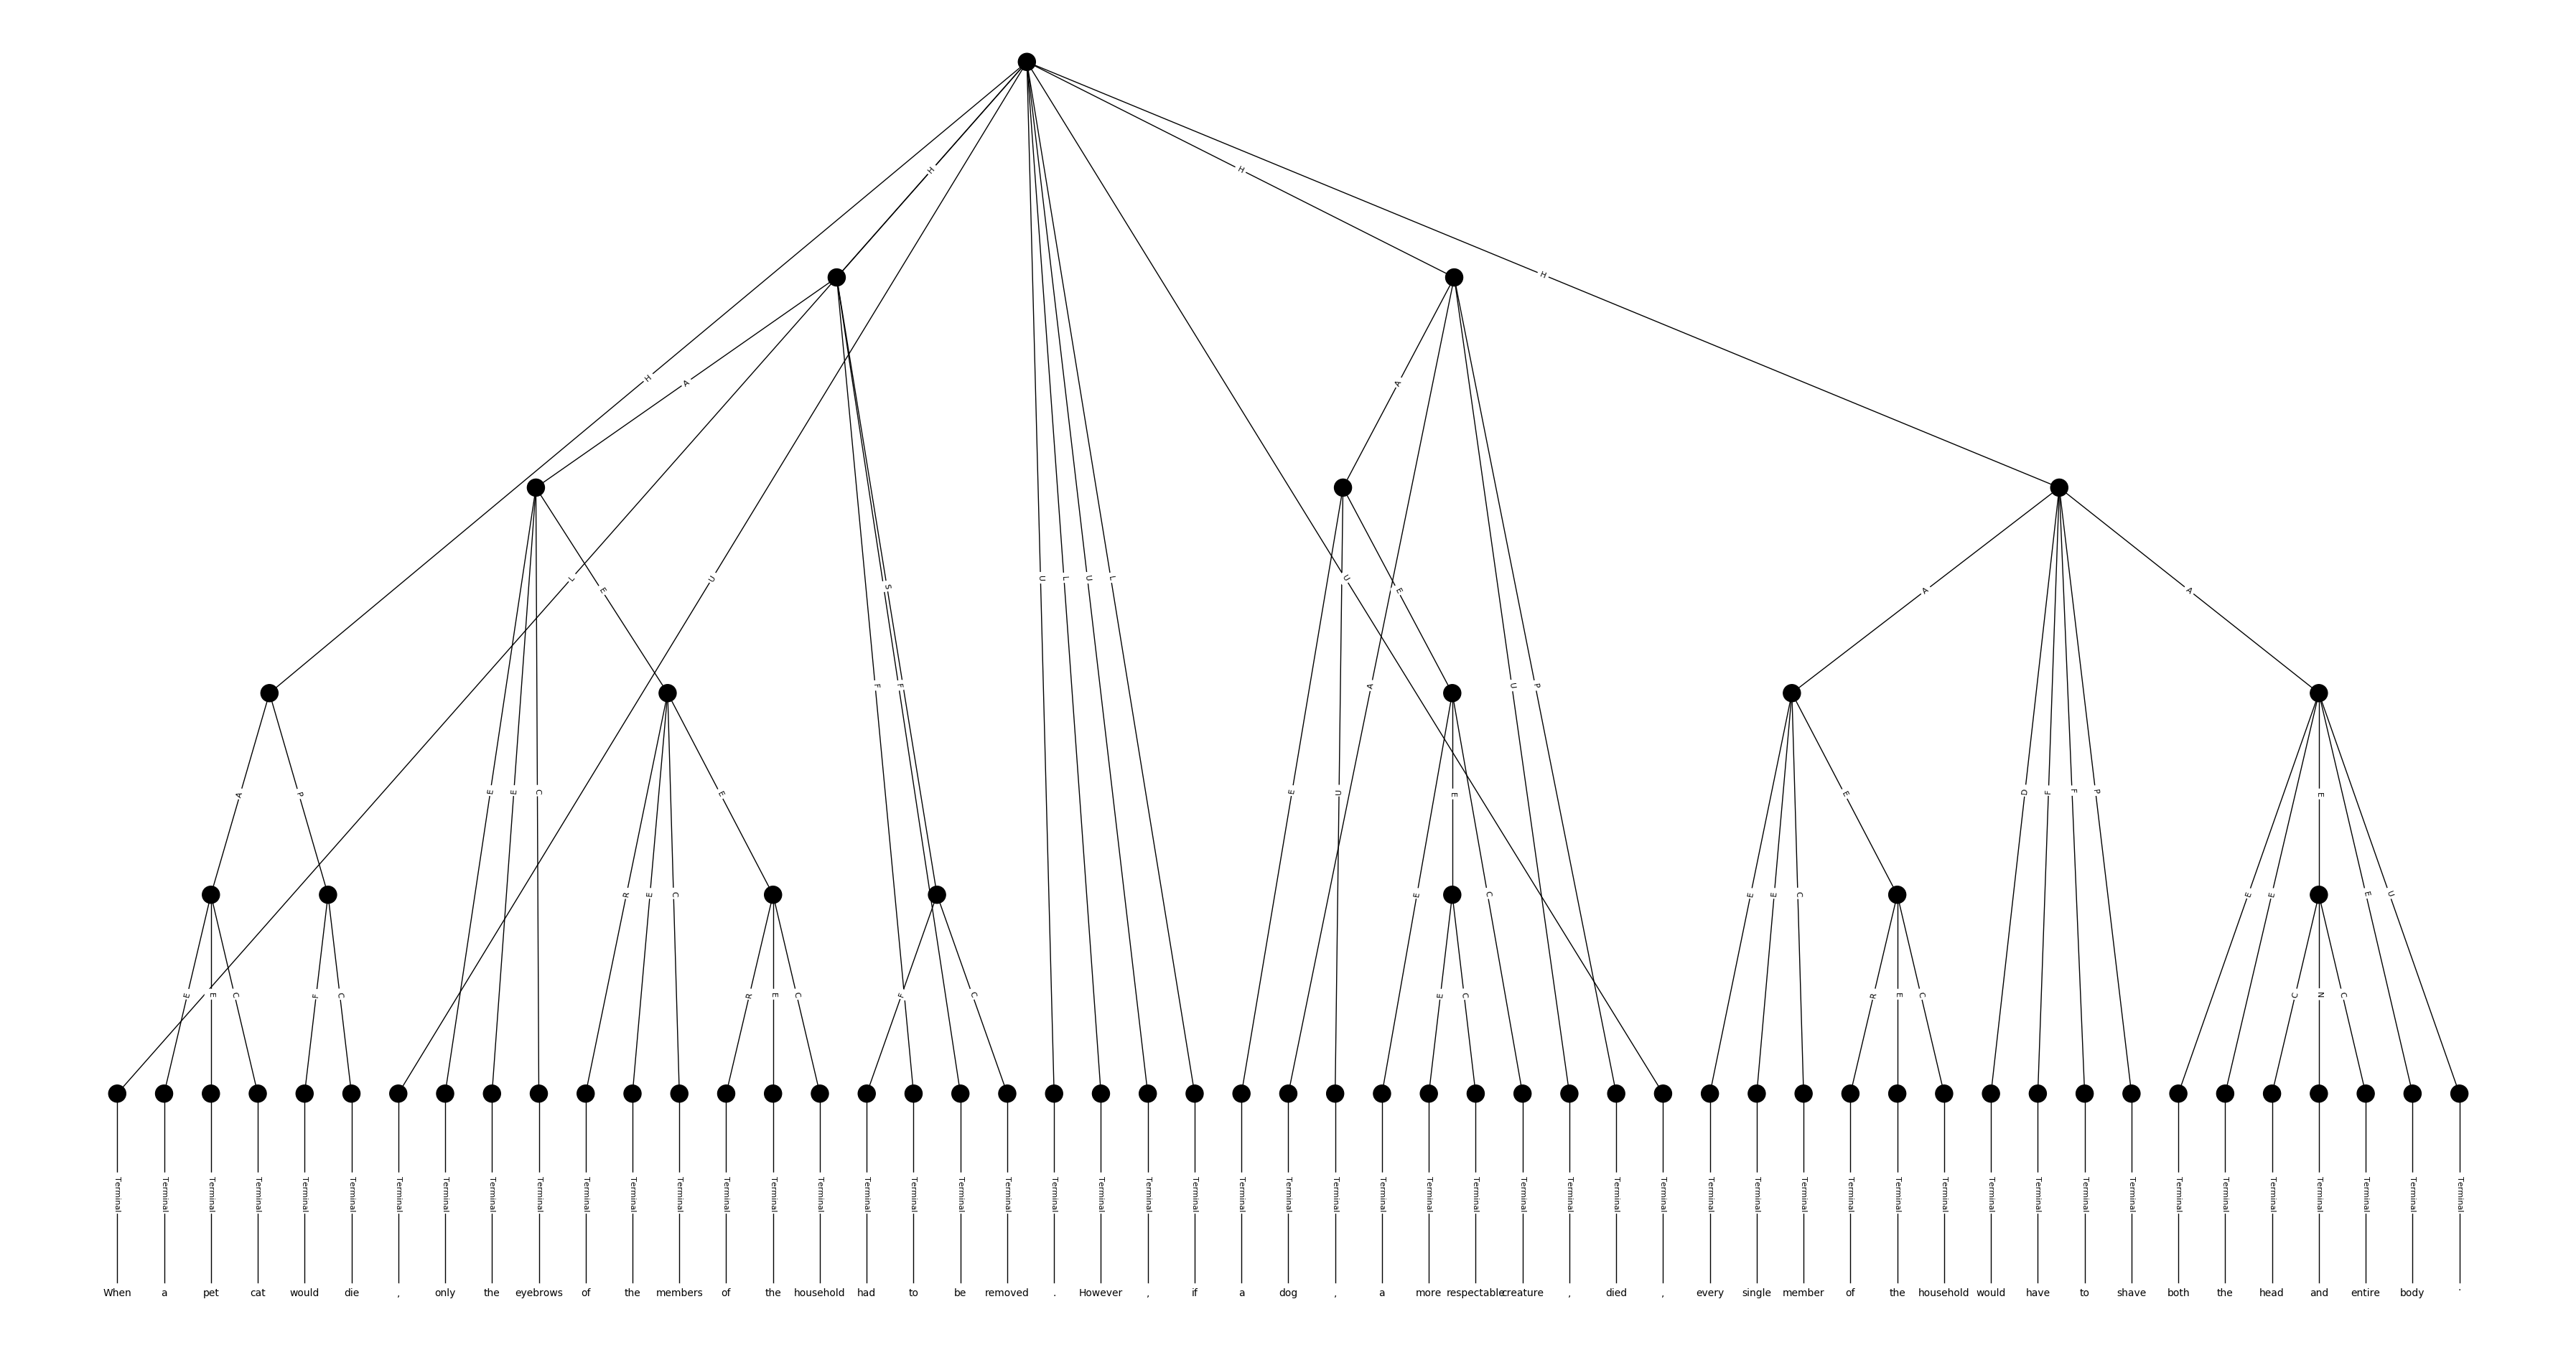 H
H
H
H
A
A
L
E
U
S
U
L
U
L
U
E
A
A
F
F
A
U
P
A
P
E
E
C
E
E
U
E
E
D
F
F
P
E
R
E
C
E
C
E
E
C
E
E
E
U
E
E
C
F
C
R
E
C
F
C
E
C
R
E
C
C
N
C
Terminal Terminal Terminal Terminal Terminal Terminal Terminal Terminal Terminal Terminal Terminal Terminal Terminal Terminal Terminal Terminal Terminal Terminal Terminal Terminal Terminal Terminal Terminal Terminal Terminal Terminal Terminal Terminal Terminal Terminal Terminal Terminal Terminal Terminal Terminal Terminal Terminal Terminal Terminal Terminal Terminal Terminal Terminal Terminal Terminal Terminal Terminal Terminal Terminal Terminal Terminal
When a pet cat would die , only the eyebrows of the members of the household had to be removed . However , if a dog , a more respectable creature , died , every single member of the household would have to shave both the head and entire body .